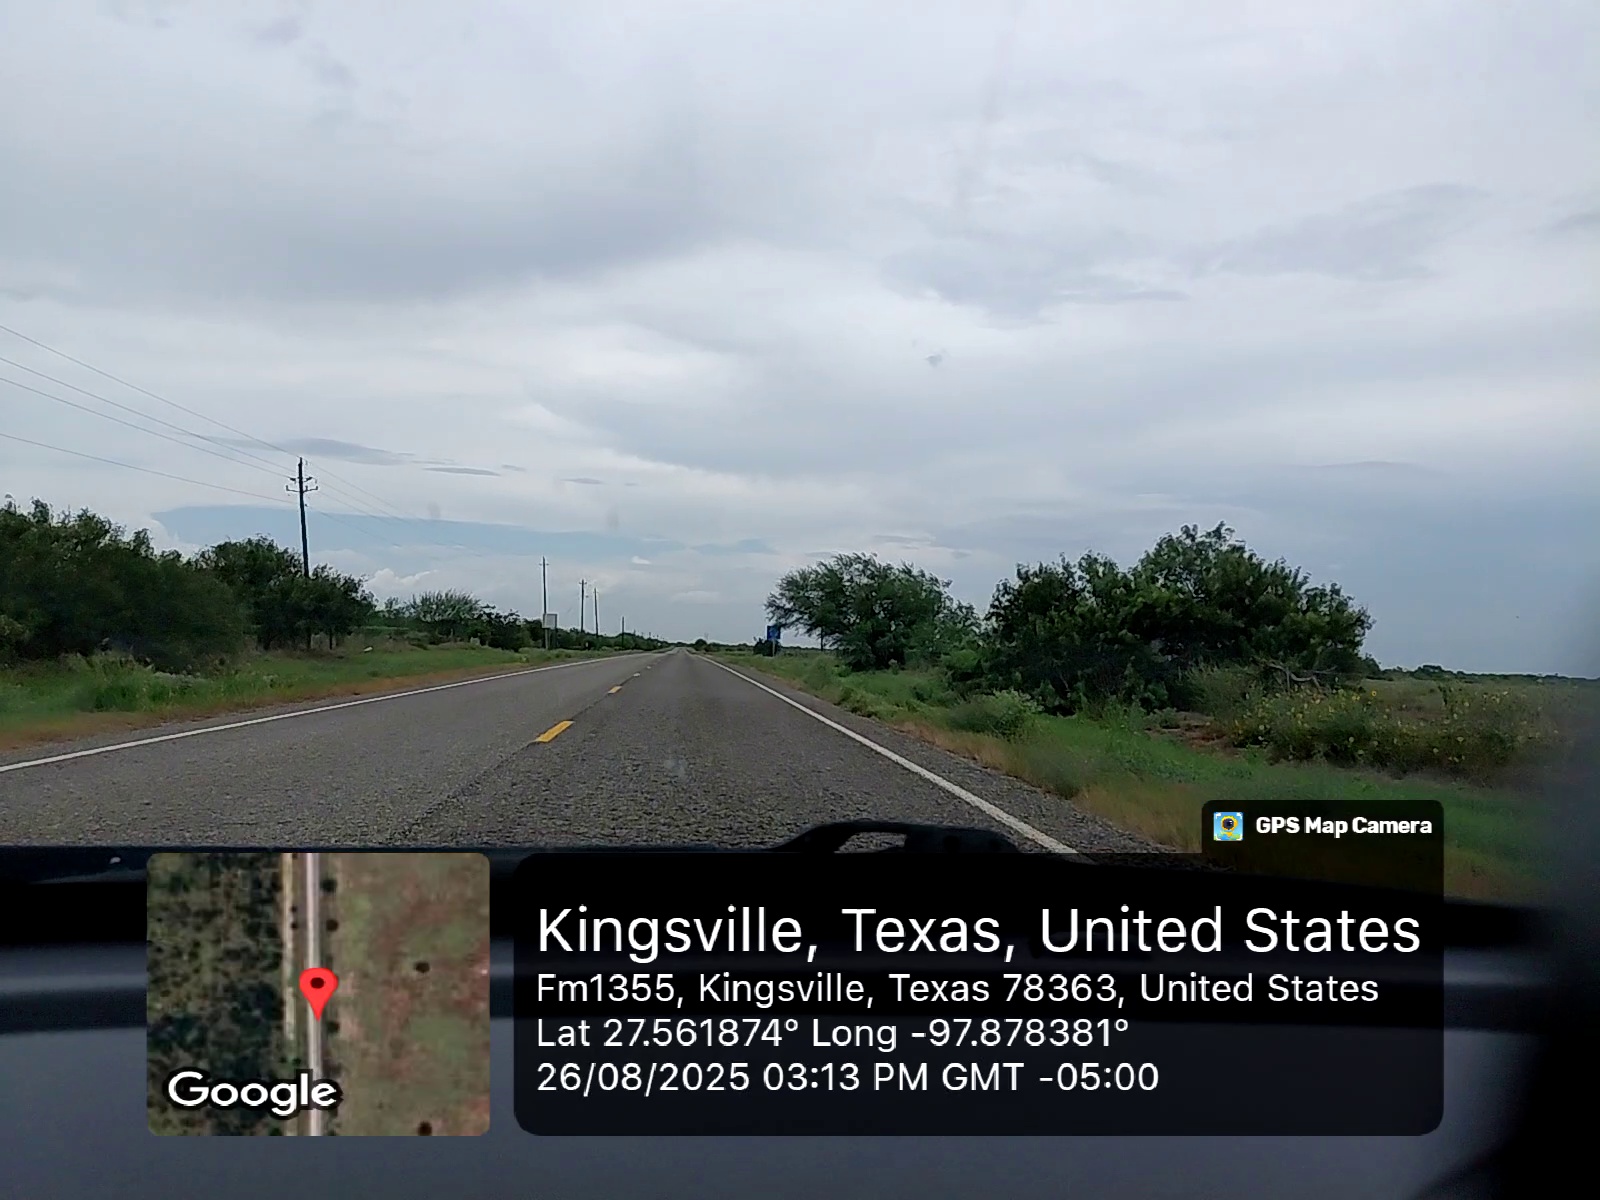 GPS Map Camera
Kingsville, Texas, United States
Fm1355, Kingsville, Texas 78363, United States
Lat 27.561874° Long -97.878381°
26/08/2025 03:13 PM GMT -05:00
Google